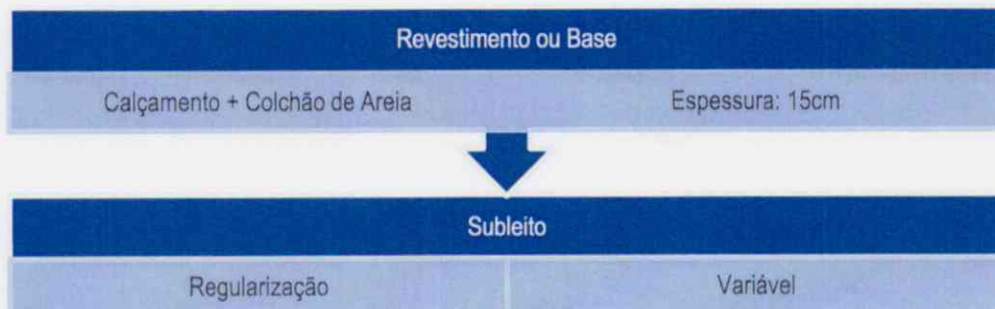 Revestimento ou Base
Calçamento + Colchão de Areia Espessura: 15cm
Subleito
Regularização Variável